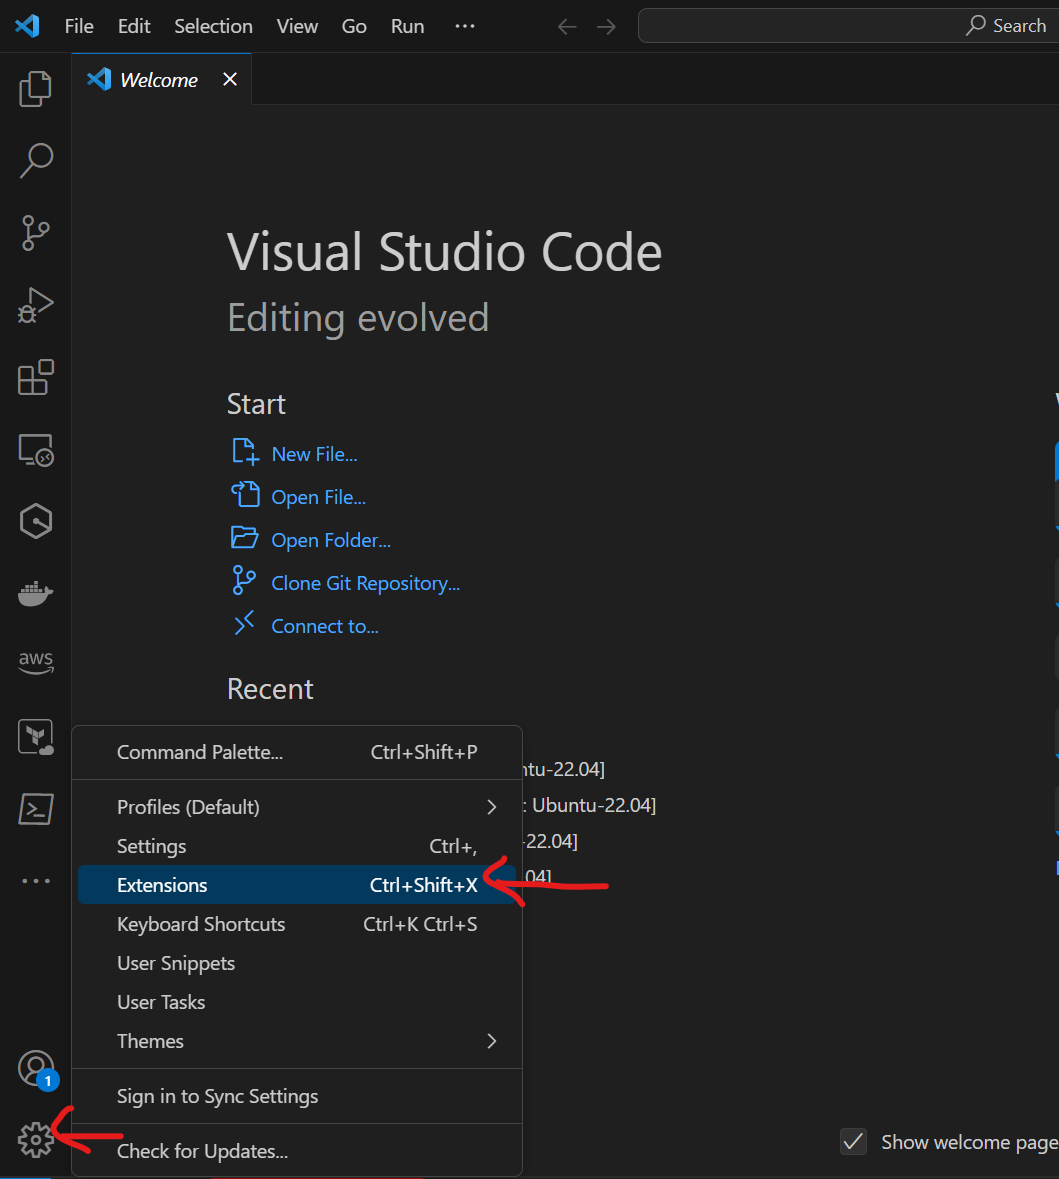 File Edit Selection View Go Run ... Search
Welcome
Visual Studio Code
Editing evolved
Start
New File...
Open File...
Open Folder...
Clone Git Repository...
Connect to...
Recent
ntu-22.04]
: Ubuntu-22.04]
-22.04]
.04]
aws
Command Palette... Ctrl+Shift+P
Profiles (Default)
Settings Ctrl+,
Extensions Ctrl+Shift+X
Keyboard Shortcuts Ctrl+K Ctrl+S
User Snippets
User Tasks
Themes
Sign in to Sync Settings
Check for Updates...
1
Show welcome page